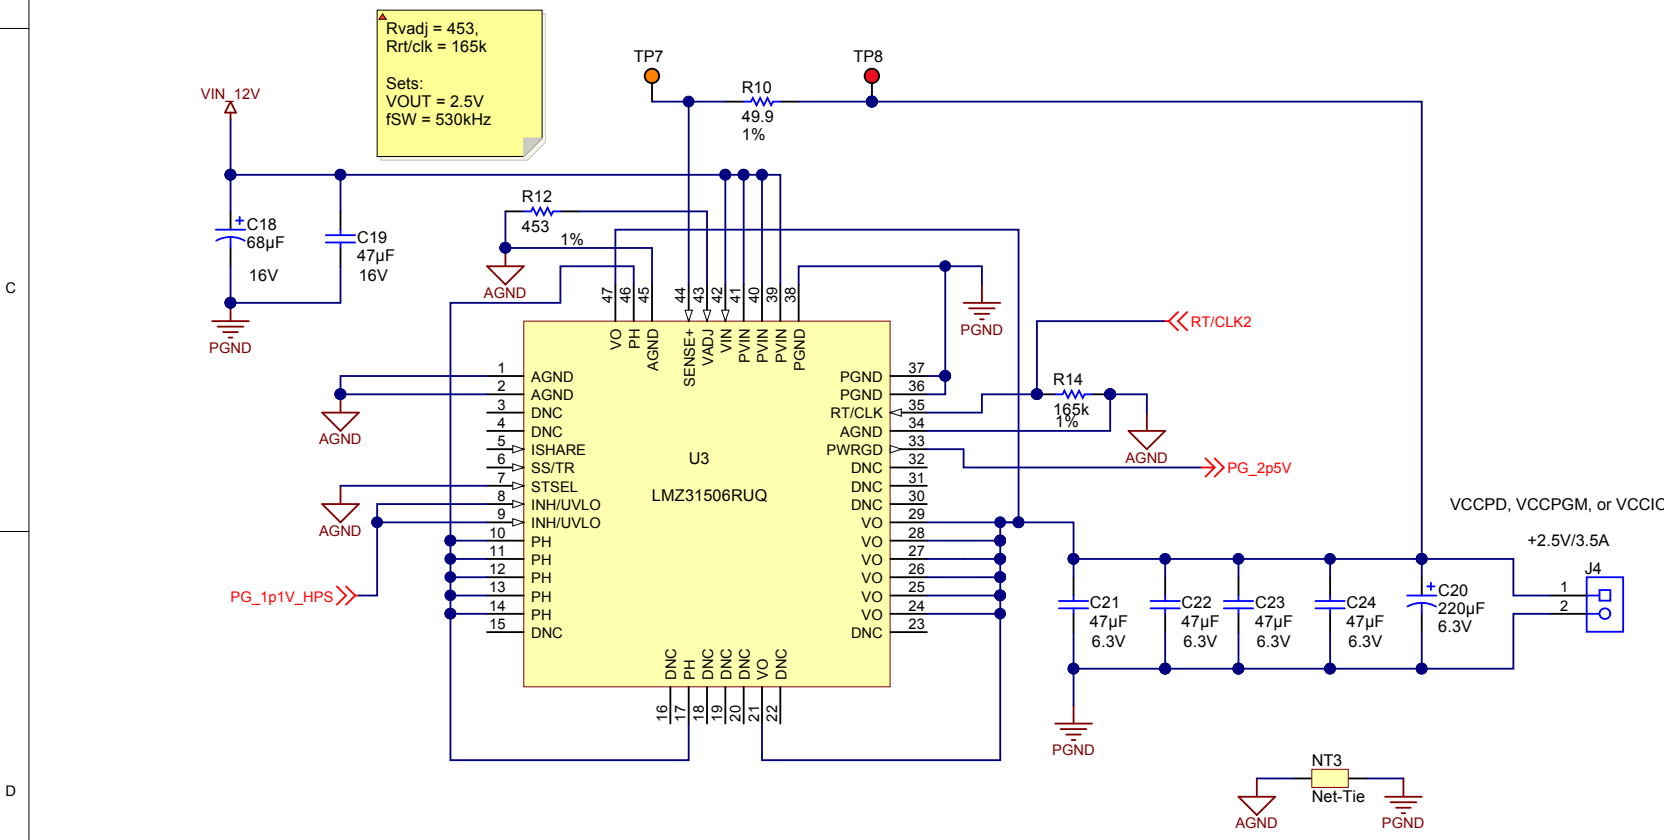 Rvadj = 453,
Rrt/clk = 165k
Sets:
VOUT = 2.5V
fSW = 530kHz
TP7
TP8
R10
49.9
1%
VIN_12V
C18
68µF
16V
C19
47µF
16V
PGND
R12
453
1%
AGND
47
46
45
44
43
42
41
40
39
38
VO
PH
AGND
SENSE+
VADJ
VIN
PVIN
PVIN
PVIN
PGND
PGND
C
RT/CLK2
R14
165k
1%
AGND
PG_2p5V
1 AGND
2 AGND
3 DNC
4 DNC
5 ISHARE
6 SS/TR
7 STSEL
8 INH/UVLO
9 INH/UVLO
10 PH
11 PH
12 PH
13 PH
14 PH
15 DNC
AGND
AGND
PG_1p1V_HPS
U3
LMZ31506RUQ
PGND 37
PGND 36
RT/CLK 35
AGND 34
PWRGD 33
DNC 32
DNC 31
DNC 30
VO 29
VO 28
VO 27
VO 26
VO 25
VO 24
DNC 23
DNC
PH
DNC
DNC
DNC
VO
DNC
16
17
18
19
20
21
22
VCCPD, VCCPGM, or VCCIO
+2.5V/3.5A
J4
1
2
C21
47µF
6.3V
C22
47µF
6.3V
C23
47µF
6.3V
C24
47µF
6.3V
C20
220µF
6.3V
PGND
D
NT3
Net-Tie
AGND
PGND